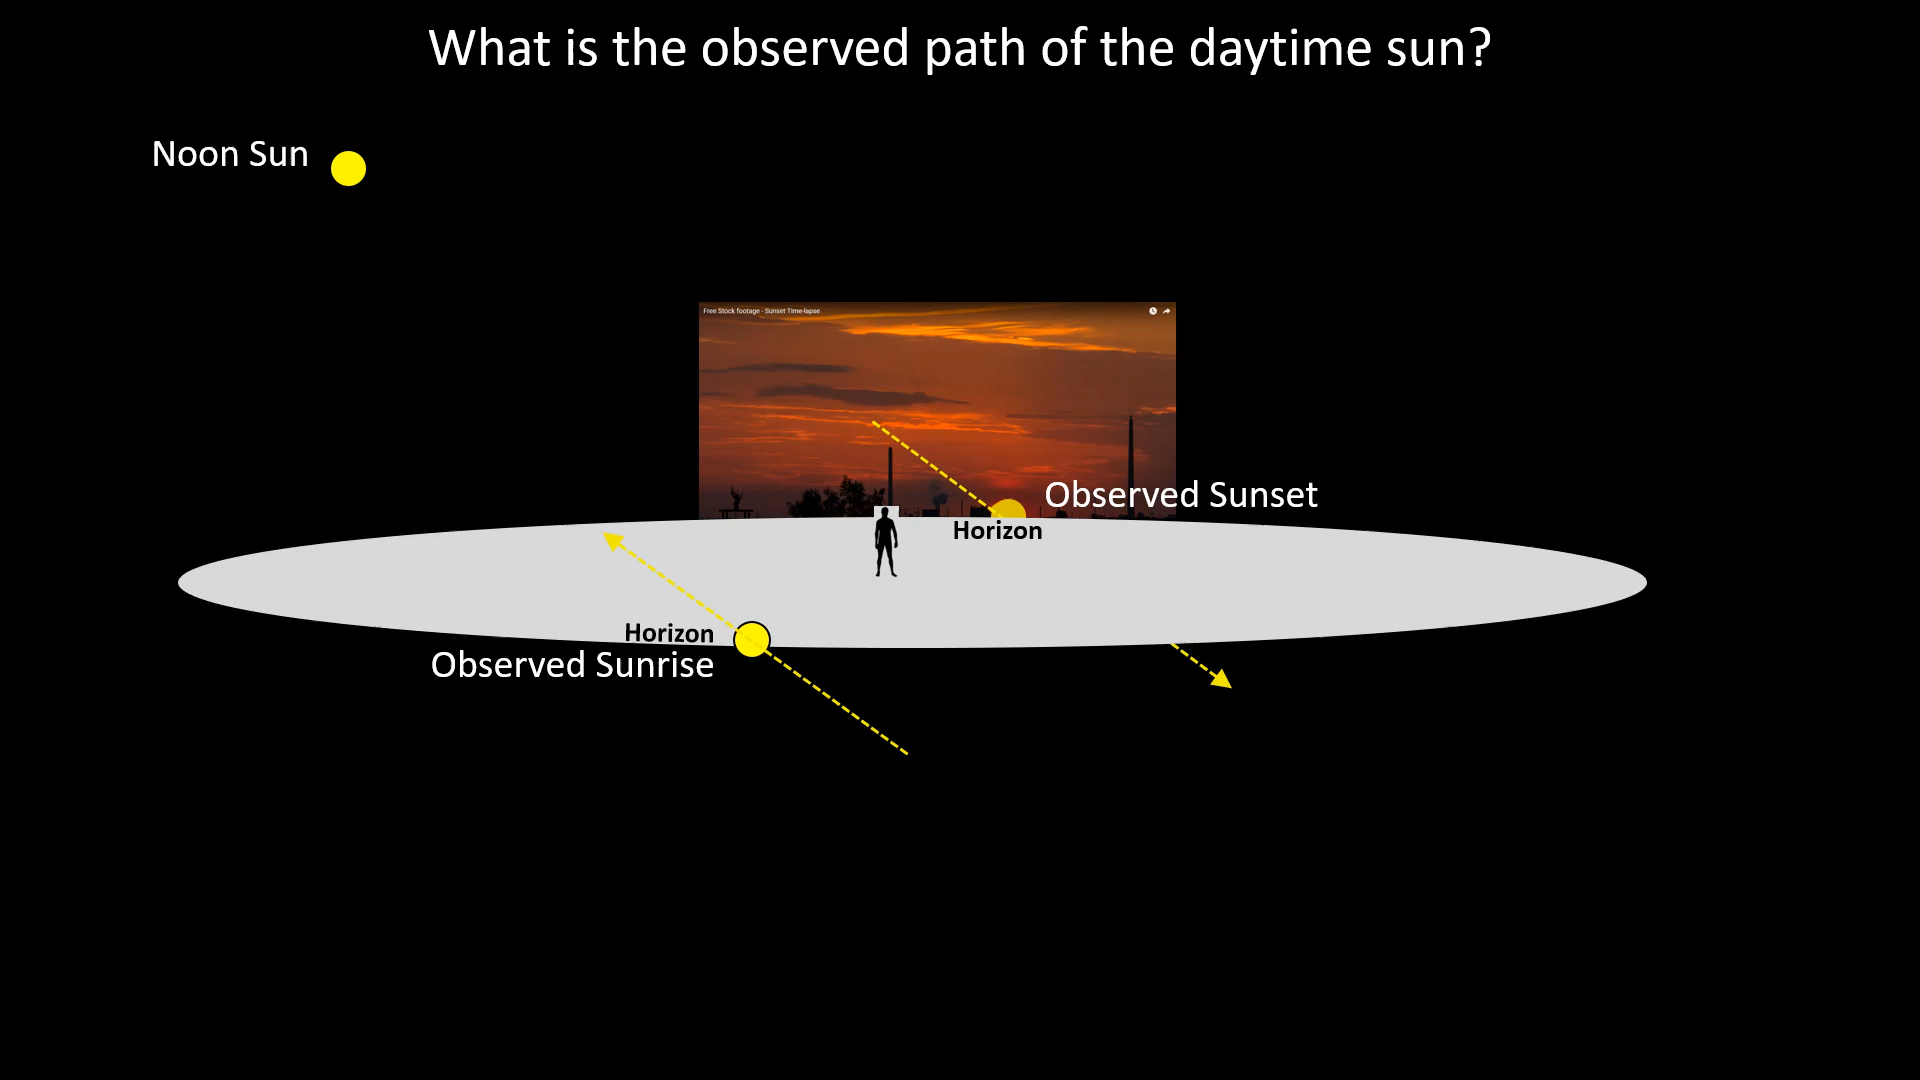 What is the observed path of the daytime sun?
Noon Sun
Free Stock footage - Sunset Time-lapse
Observed Sunset
Horizon
Horizon
Observed Sunrise